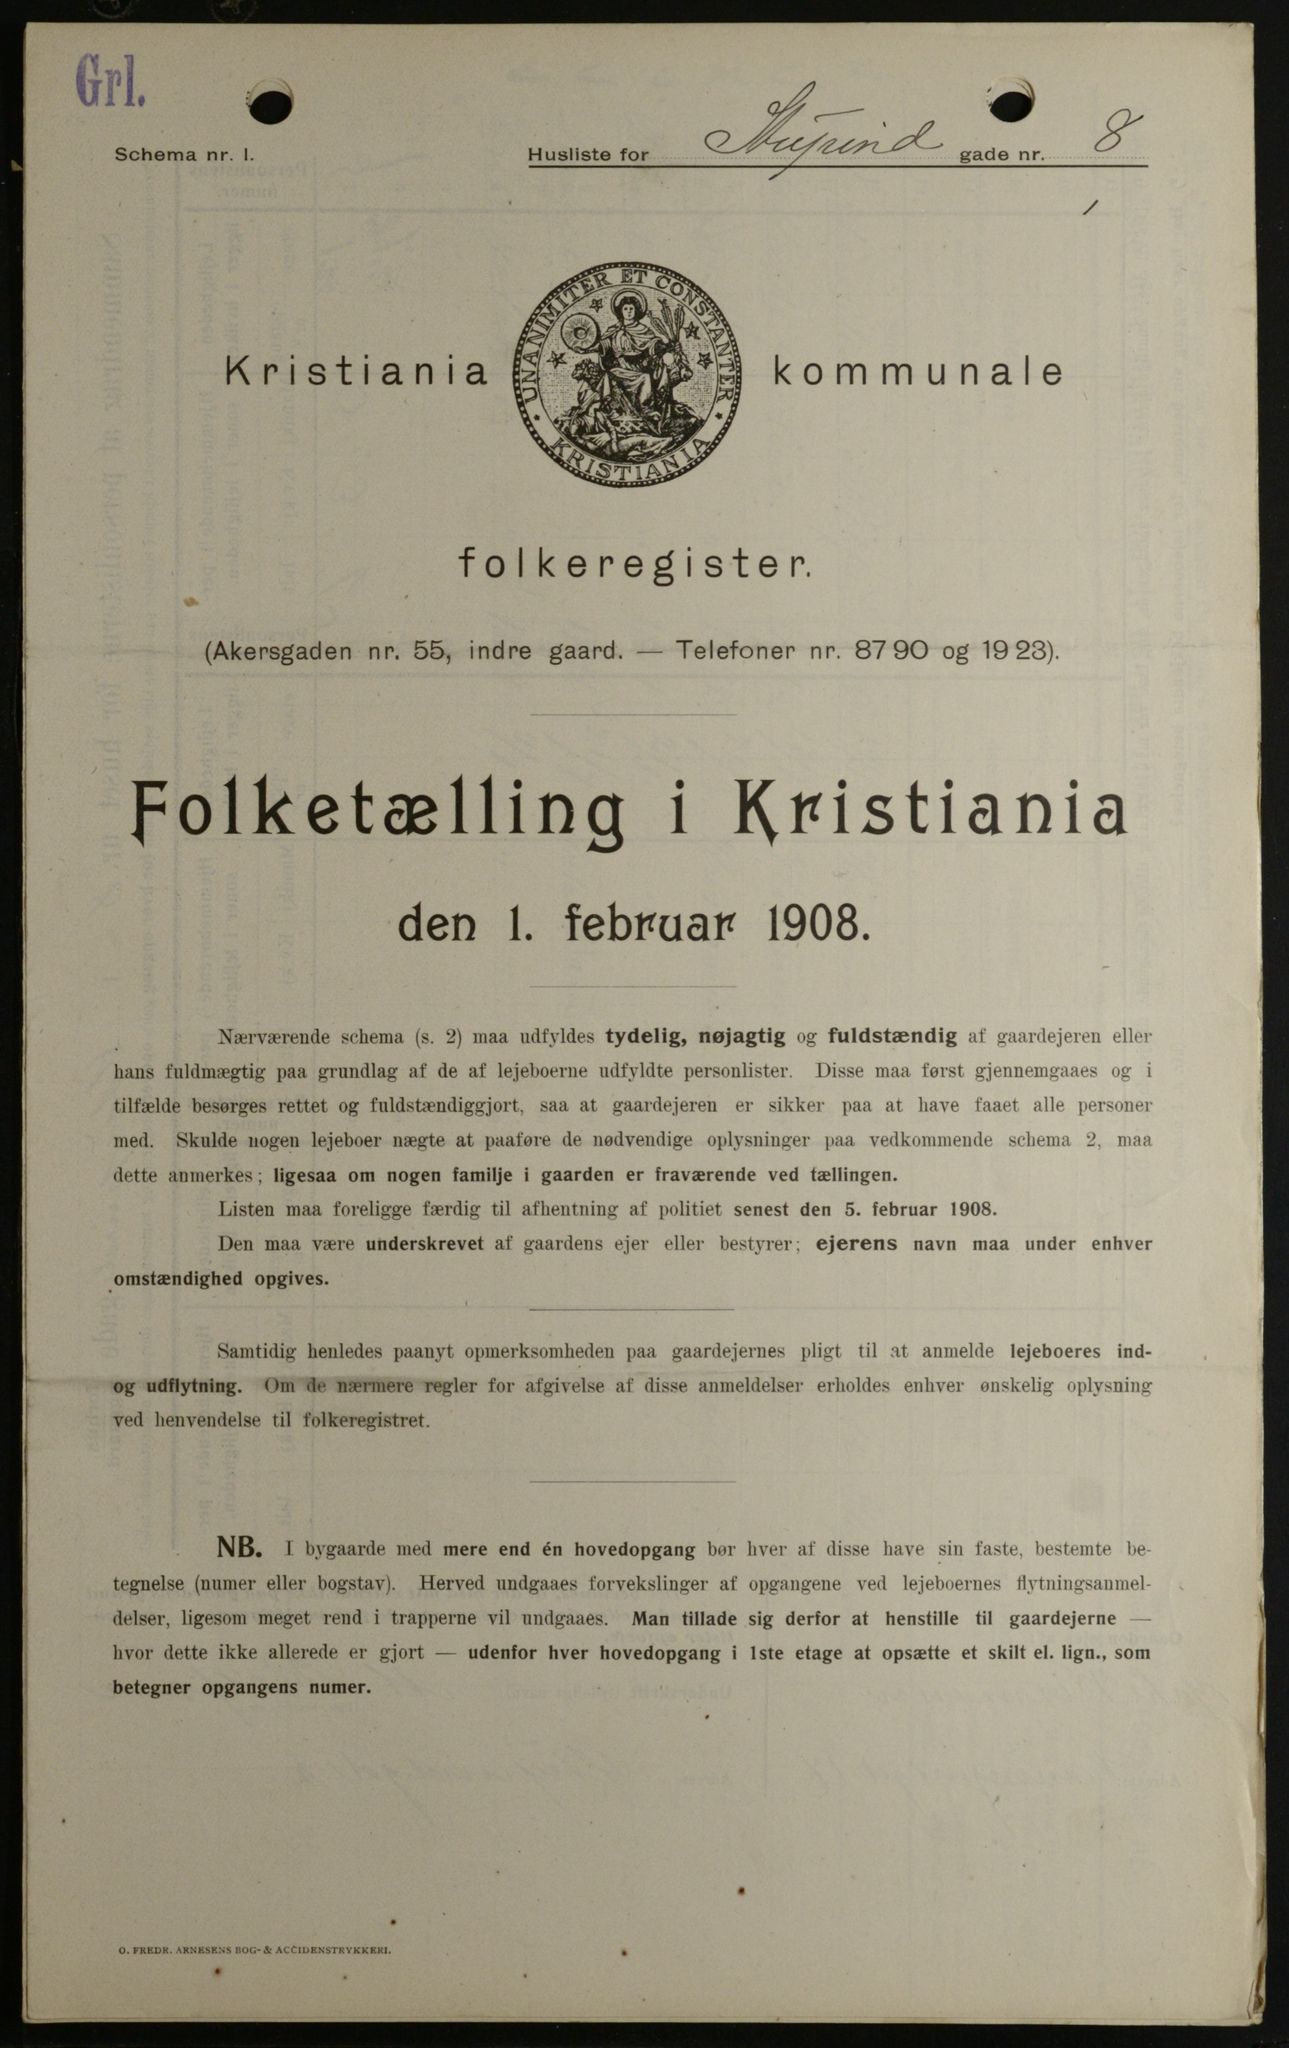 Grl.
Schema nr. 1.
Husliste for gade nr. 8
UNANIMITER ET CONSTANTER
KRISTIANIA
Kristiania kommunale
folkeregister.
(Akersgaden nr. 55, indre gaard. — Telefoner nr. 8790 og 1923).
Folketælling i Kristiania
den 1. februar 1908.
Nærværende schema (s. 2) maa udfyldes tydelig, nøjagtig og fuldstændig af gaardejeren eller
hans fuldmægtig paa grundlag af de af lejeboerne udfyldte personlister. Disse maa først gjennemgaaes og i
tilfælde besørges rettet og fuldstændiggjort, saa at gaardejeren er sikker paa at have faaet alle personer
med. Skulde nogen lejeboer nægte at paaføre de nødvendige oplysninger paa vedkommende schema 2, maa
dette anmerkes; ligesaa om nogen familje i gaarden er fraværende ved tællingen.
Listen maa foreligge færdig til afhentning af politiet senest den 5. februar 1908.
Den maa være underskrevet af gaardens ejer eller bestyrer; ejerens navn maa under enhver
omstændighed opgives.
Samtidig henledes paanyt opmerksomheden paa gaardejernes pligt til at anmelde lejeboeres ind-
og udflytning. Om de nærmere regler for afgivelse af disse anmeldelser erholdes enhver ønskelig oplysning
ved henvendelse til folkeregistret.
NB. I bygaarde med mere end én hovedopgang bør hver af disse have sin faste, bestemte be-
tegnelse (numer eller bogstav). Herved undgaaes forvekslinger af opgangene ved lejeboernes flytningsanmel-
delser, ligesom meget rend i trapperne vil undgaaes. Man tillade sig derfor at henstille til gaardejerne —
hvor dette ikke allerede er gjort — udenfor hver hovedopgang i 1ste etage at opsætte et skilt el. lign., som
betegner opgangens numer.
O. FREDR. ARNESENS BOG- & ACCIDENSTRYKKERI.